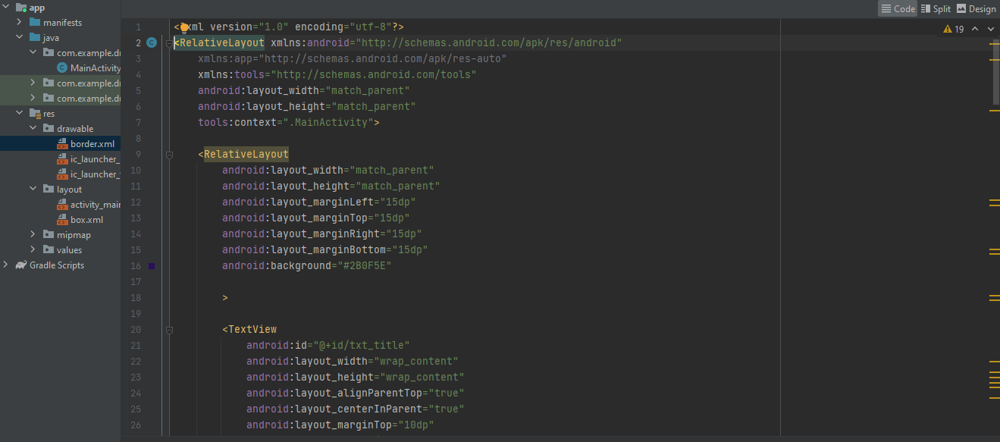 app
manifests
java
com.example.dr
MainActivity
com.example.dr
com.example.dr
res
drawable
border.xml
ic_launcher_
ic_launcher_
layout
activity_main
box.xml
mipmap
values
Gradle Scripts
Code Split Design
19
1 <?xml version="1.0" encoding="utf-8"?>
2 <RelativeLayout xmlns:android="http://schemas.android.com/apk/res/android"
3 xmlns:app="http://schemas.android.com/apk/res-auto"
4 xmlns:tools="http://schemas.android.com/tools"
5 android:layout_width="match_parent"
6 android:layout_height="match_parent"
7 tools:context=".MainActivity">
8
9 <RelativeLayout
10 android:layout_width="match_parent"
11 android:layout_height="match_parent"
12 android:layout_marginLeft="15dp"
13 android:layout_marginTop="15dp"
14 android:layout_marginRight="15dp"
15 android:layout_marginBottom="15dp"
16 android:background="#2B0F5E"
17
18 >
19
20 <TextView
21 android:id="@+id/txt_title"
22 android:layout_width="wrap_content"
23 android:layout_height="wrap_content"
24 android:layout_alignParentTop="true"
25 android:layout_centerInParent="true"
26 android:layout_marginTop="10dp"